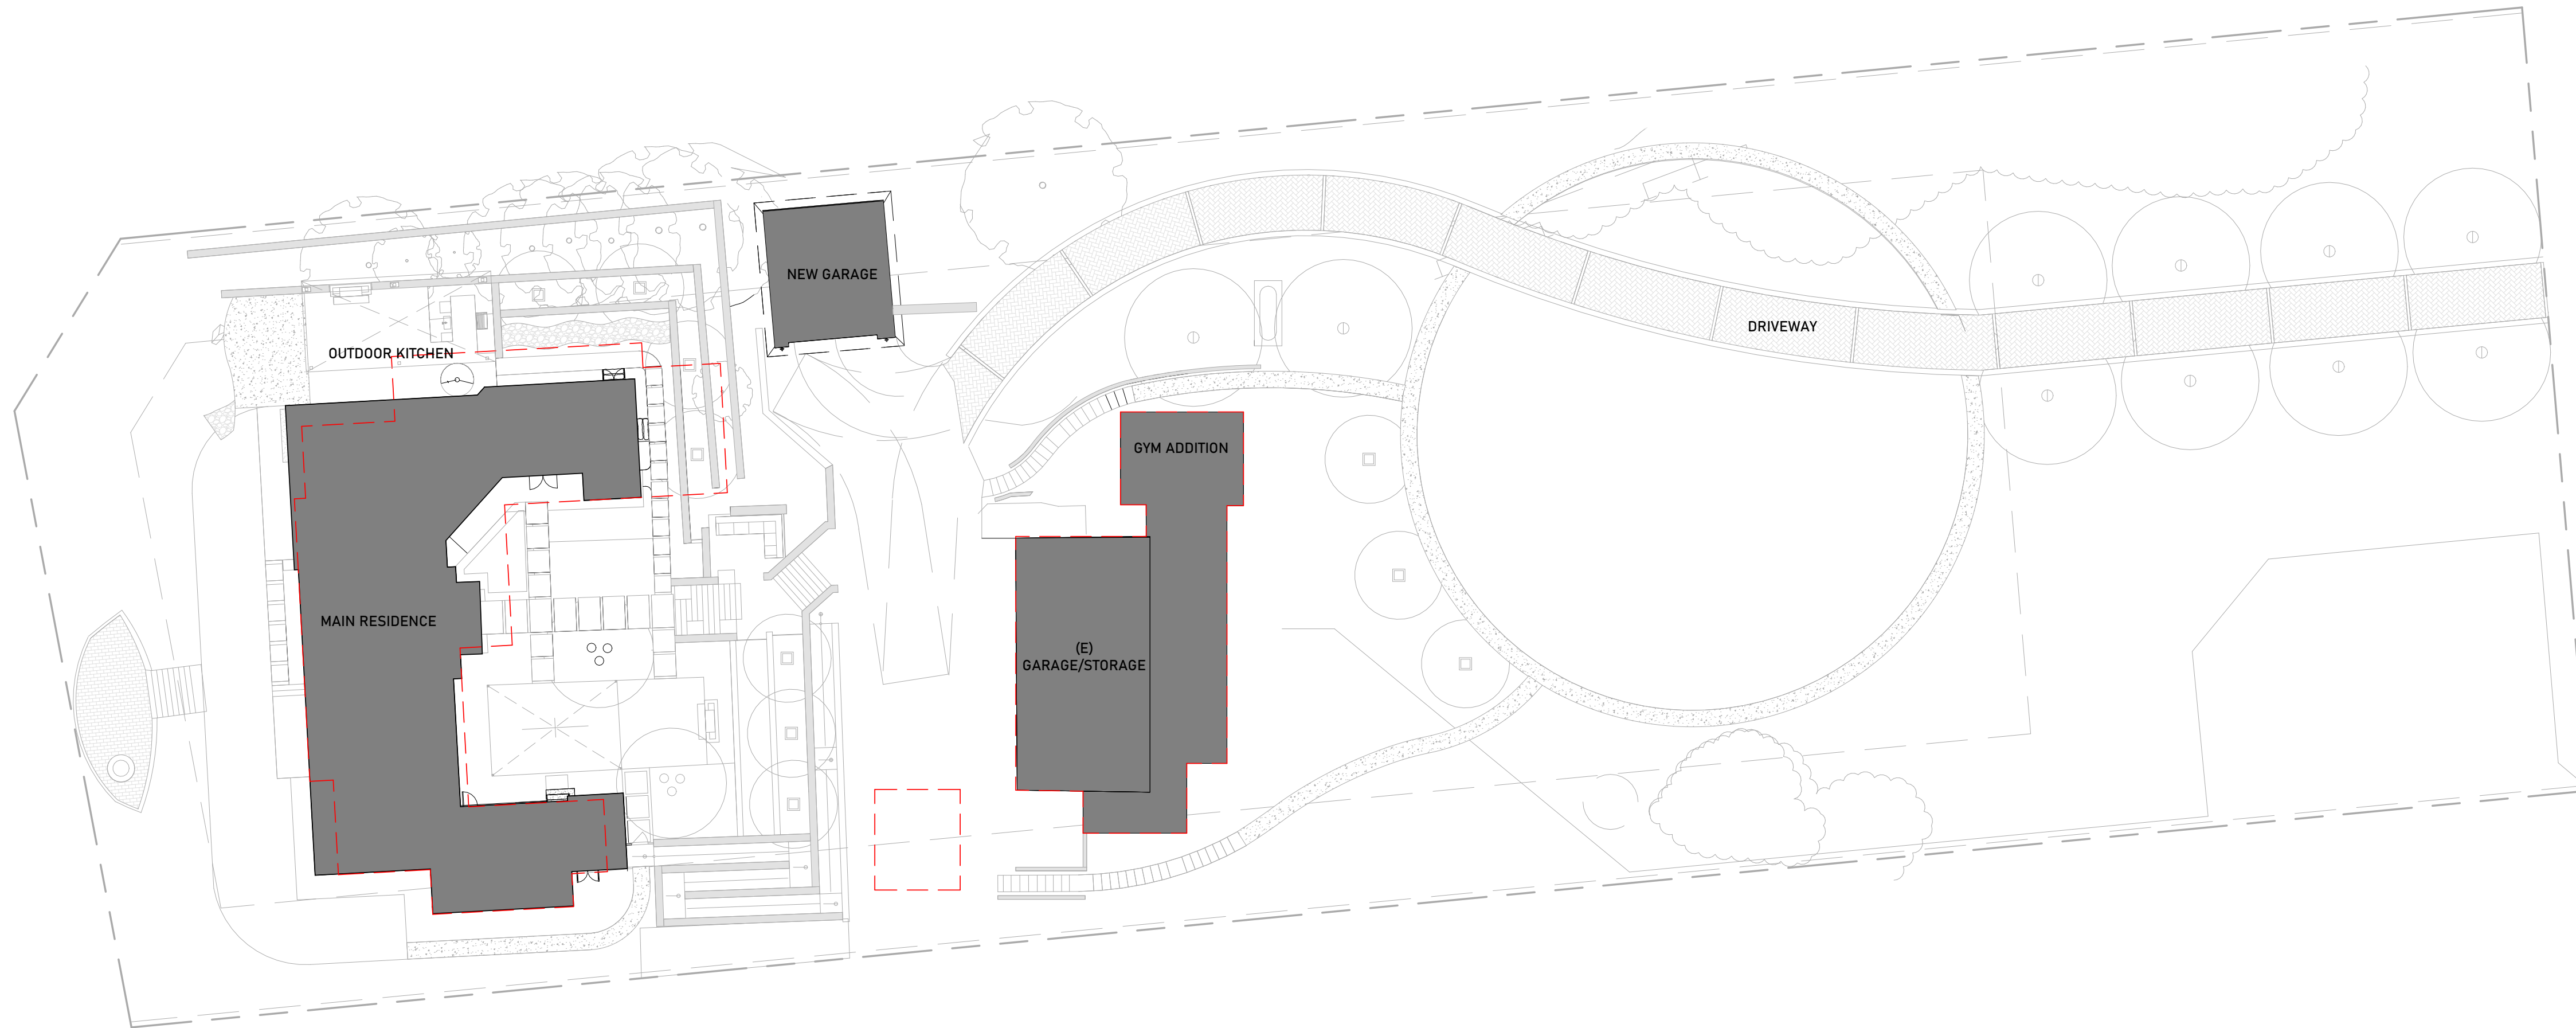 NEW GARAGE
DRIVEWAY
OUTDOOR KITCHEN
GYM ADDITION
MAIN RESIDENCE
(E)
GARAGE/STORAGE